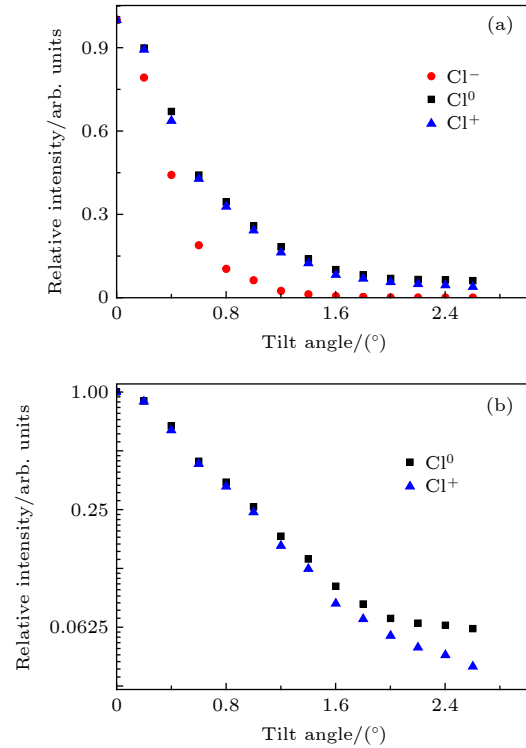 (a)
0.9
0.6
0.3
0
Relative intensity/arb. units
Cl−
Cl0
Cl+
0 0.8 1.6 2.4
Tilt angle/(°)
(b)
1.00
0.25
0.0625
Relative intensity/arb. units
Cl0
Cl+
0 0.8 1.6 2.4
Tilt angle/(°)